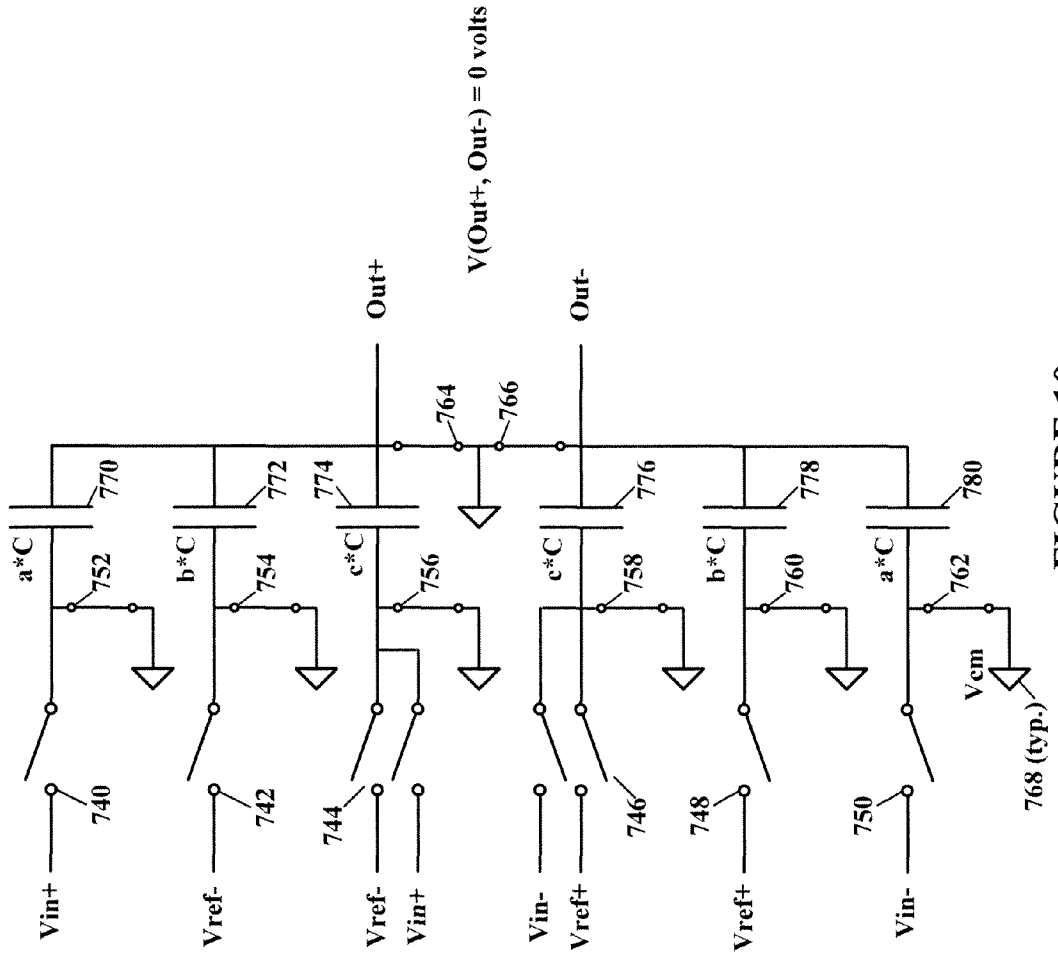 a*C
770
752
Vin+
740
b*C
772
754
Vref-
742
c*C
774
756
Out+
744
Vref-
Vin+
764
766
V(Out+, Out-) = 0 volts
Vin-
Vref+
746
c*C
776
758
Out-
b*C
778
760
Vref+
748
a*C
780
762
Vin-
750
Vcm
768 (typ.)
FIGURE 10